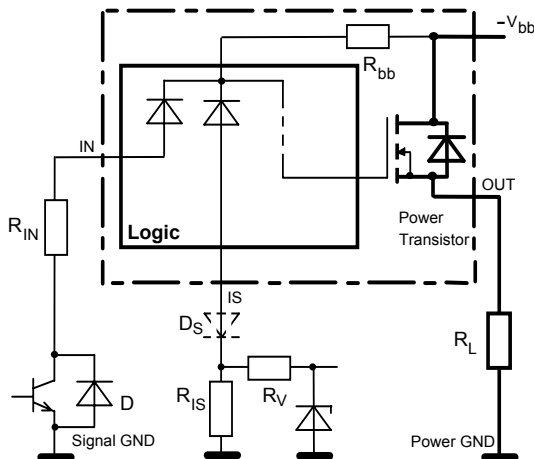 -Vbb
Rbb
IN
OUT
RIN
Logic
Power
Transistor
IS
DS
RL
D
RIS
RV
Signal GND
Power GND